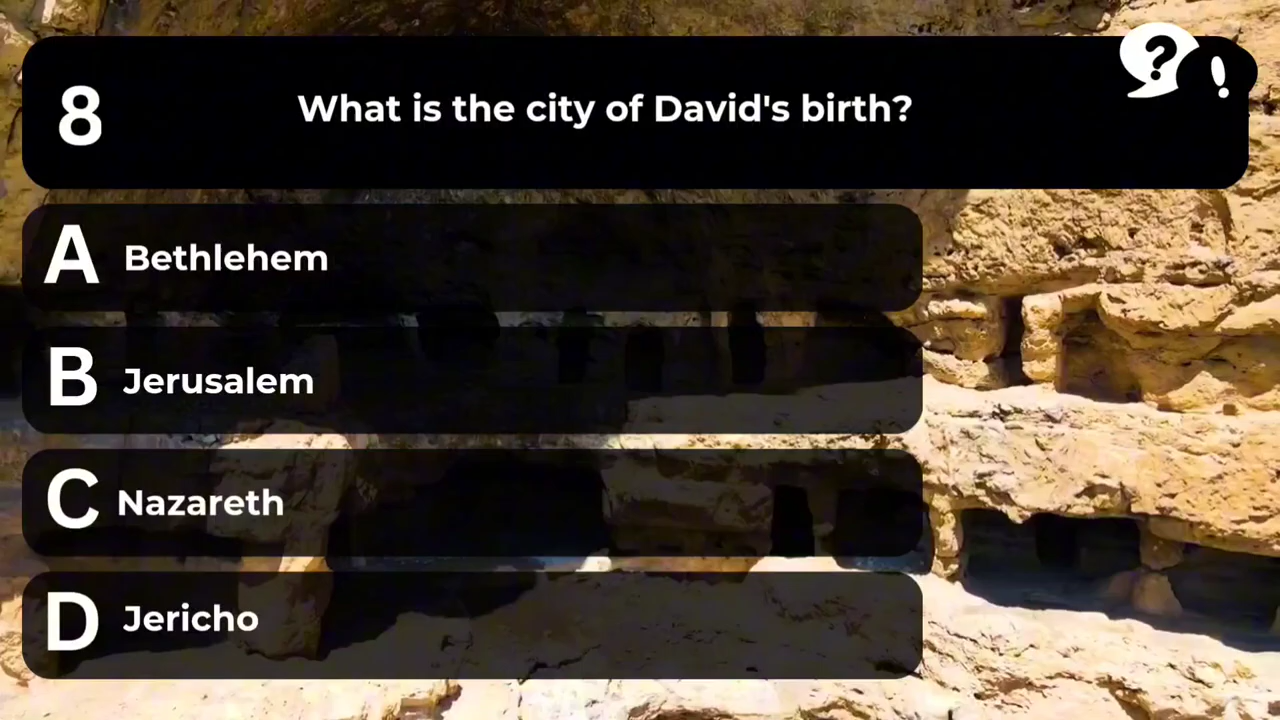 8
What is the city of David's birth?
?!
A Bethlehem
B Jerusalem
C Nazareth
D Jericho